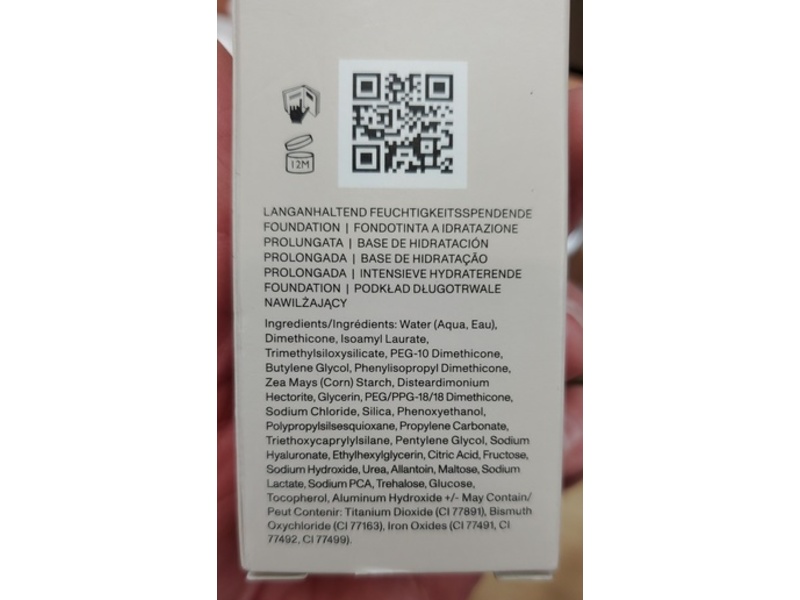 12M
LANGANHALTEND FEUCHTIGKEITSSPENDENDE
FOUNDATION | FONDOTINTA A IDRATAZIONE
PROLUNGATA | BASE DE HIDRATACIÓN
PROLONGADA | BASE DE HIDRATAÇÃO
PROLONGADA | INTENSIEVE HYDRATERENDE
FOUNDATION | PODKŁAD DŁUGOTRWALE
NAWILŻAJĄCY
Ingredients/Ingrédients: Water (Aqua, Eau),
Dimethicone, Isoamyl Laurate,
Trimethylsiloxysilicate, PEG-10 Dimethicone,
Butylene Glycol, Phenylisopropyl Dimethicone,
Zea Mays (Corn) Starch, Disteardimonium
Hectorite, Glycerin, PEG/PPG-18/18 Dimethicone,
Sodium Chloride, Silica, Phenoxyethanol,
Polypropylsilsesquioxane, Propylene Carbonate,
Triethoxycaprylylsilane, Pentylene Glycol, Sodium
Hyaluronate, Ethylhexylglycerin, Citric Acid, Fructose,
Sodium Hydroxide, Urea, Allantoin, Maltose, Sodium
Lactate, Sodium PCA, Trehalose, Glucose,
Tocopherol, Aluminum Hydroxide +/- May Contain/
Peut Contenir: Titanium Dioxide (CI 77891), Bismuth
Oxychloride (CI 77163), Iron Oxides (CI 77491, CI
77492, CI 77499).